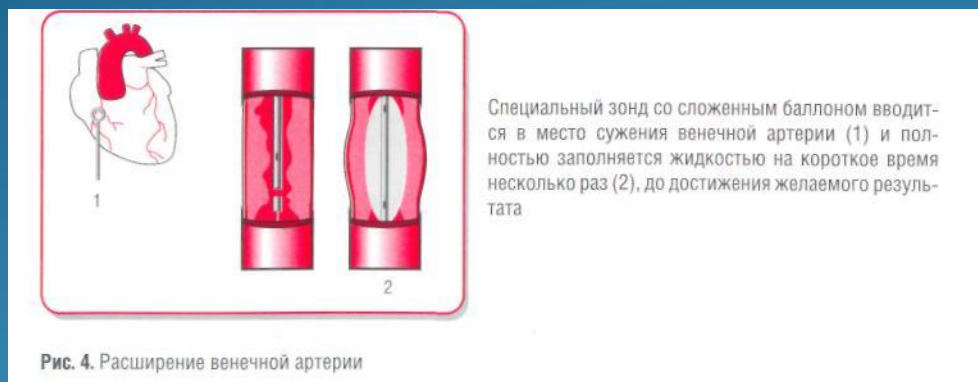 Специальный зонд со сложенным баллоном вводит-
ся в место сужения венечной артерии (1) и пол-
ностью заполняется жидкостью на короткое время
несколько раз (2), до достижения желаемого резуль-
тата
1
2
Рис. 4. Расширение венечной артерии